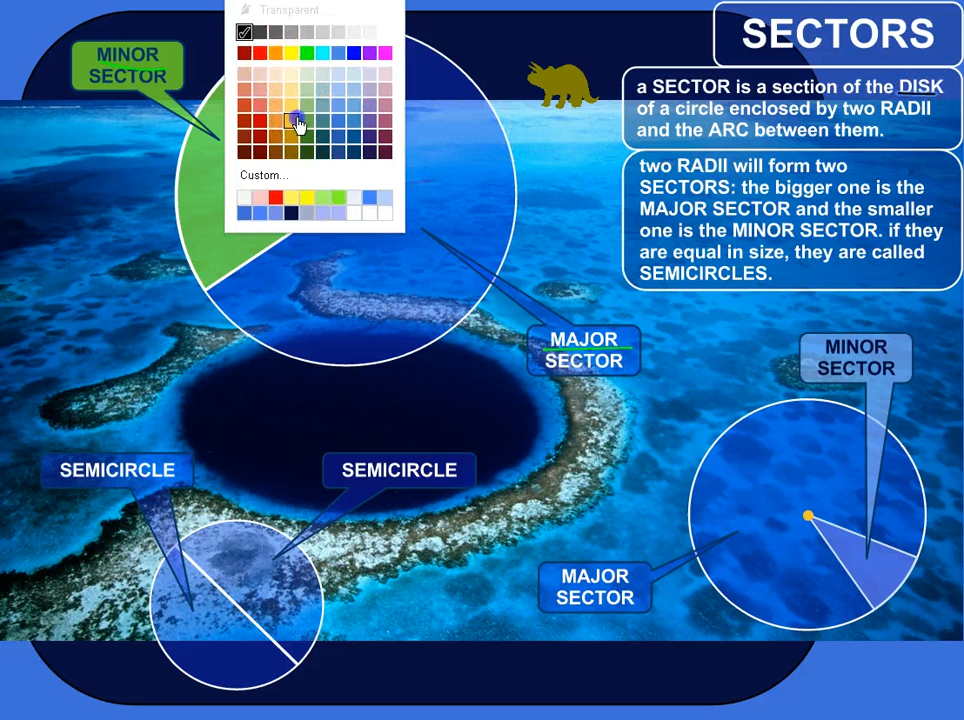 Transparent
SECTORS
MINOR
SECTOR
a SECTOR is a section of the DISK
of a circle enclosed by two RADII
and the ARC between them.
two RADII will form two
SECTORS: the bigger one is the
MAJOR SECTOR and the smaller
one is the MINOR SECTOR. if they
are equal in size, they are called
SEMICIRCLES.
Custom...
MAJOR
SECTOR
MINOR
SECTOR
SEMICIRCLE
SEMICIRCLE
MAJOR
SECTOR